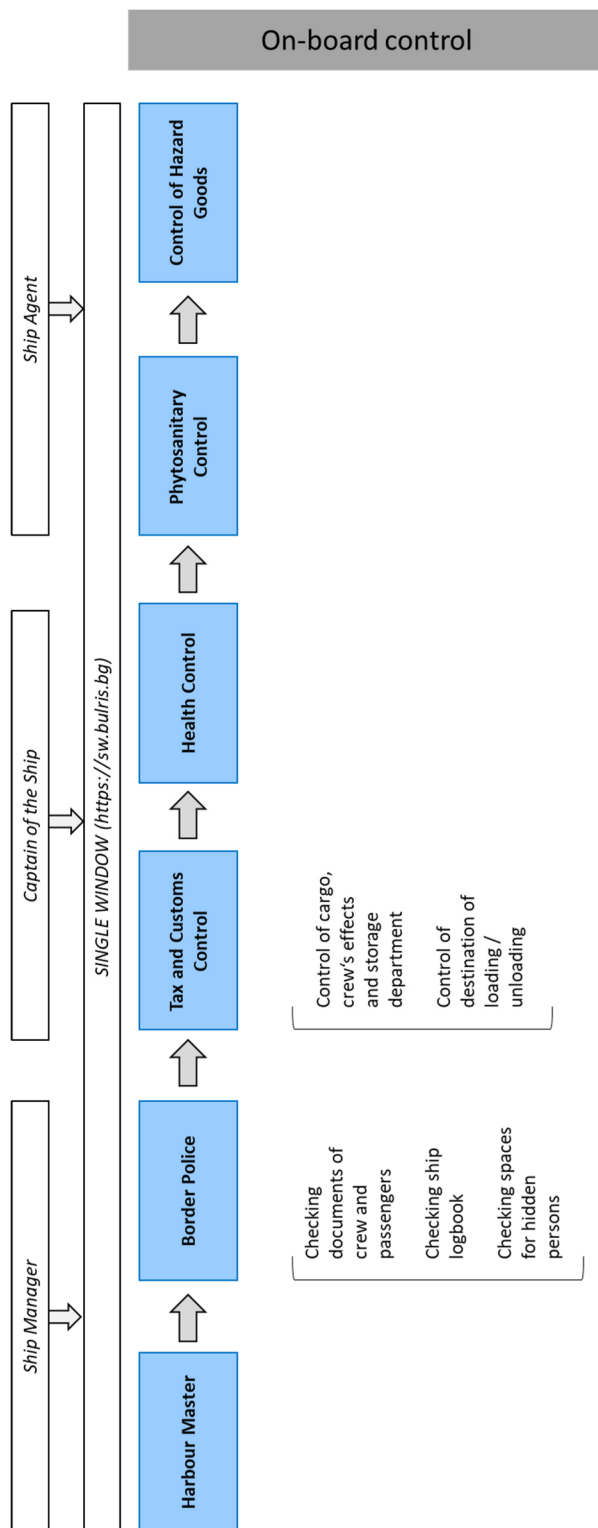 On-board control
Ship Manager
Captain of the Ship
Ship Agent
SINGLE WINDOW (https://sw.bulris.bg)
Harbour Master
Border Police
Tax and Customs
Control
Health Control
Phytosanitary
Control
Control of Hazard
Goods
Checking
documents of
crew and
passengers
Checking ship
logbook
Checking spaces
for hidden
persons
Control of cargo,
crew‘s effects
and storage
department
Control of
destination of
loading /
unloading